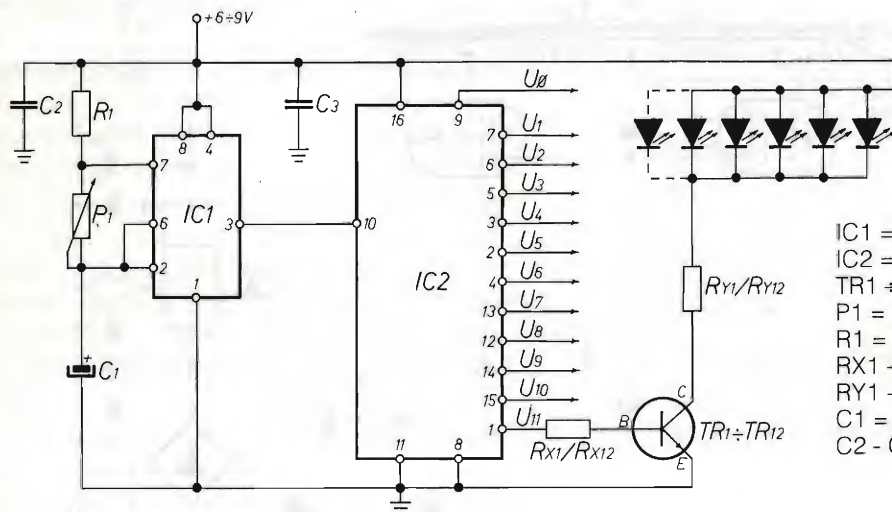 +6÷9V
C2
R1
C3
8
4
16
9
UØ
7
7
U1
P1
6
IC1
3
10
6
U2
5
U3
3
U4
2
2
U5
1
IC2
4
U6
13
U7
12
U8
14
U9
15
U10
1
U11
+
C1
11
8
RX1/RX12
B
C
E
TR1÷TR12
RY1/RY12
IC1 =
IC2 =
TR1 ÷
P1 =
R1 =
RX1 -
RY1 -
C1 =
C2 -